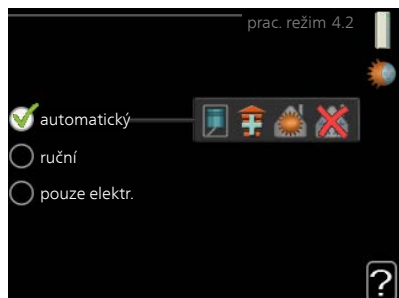 prac. režim 4.2
automatický
ruční
pouze elektr.
?